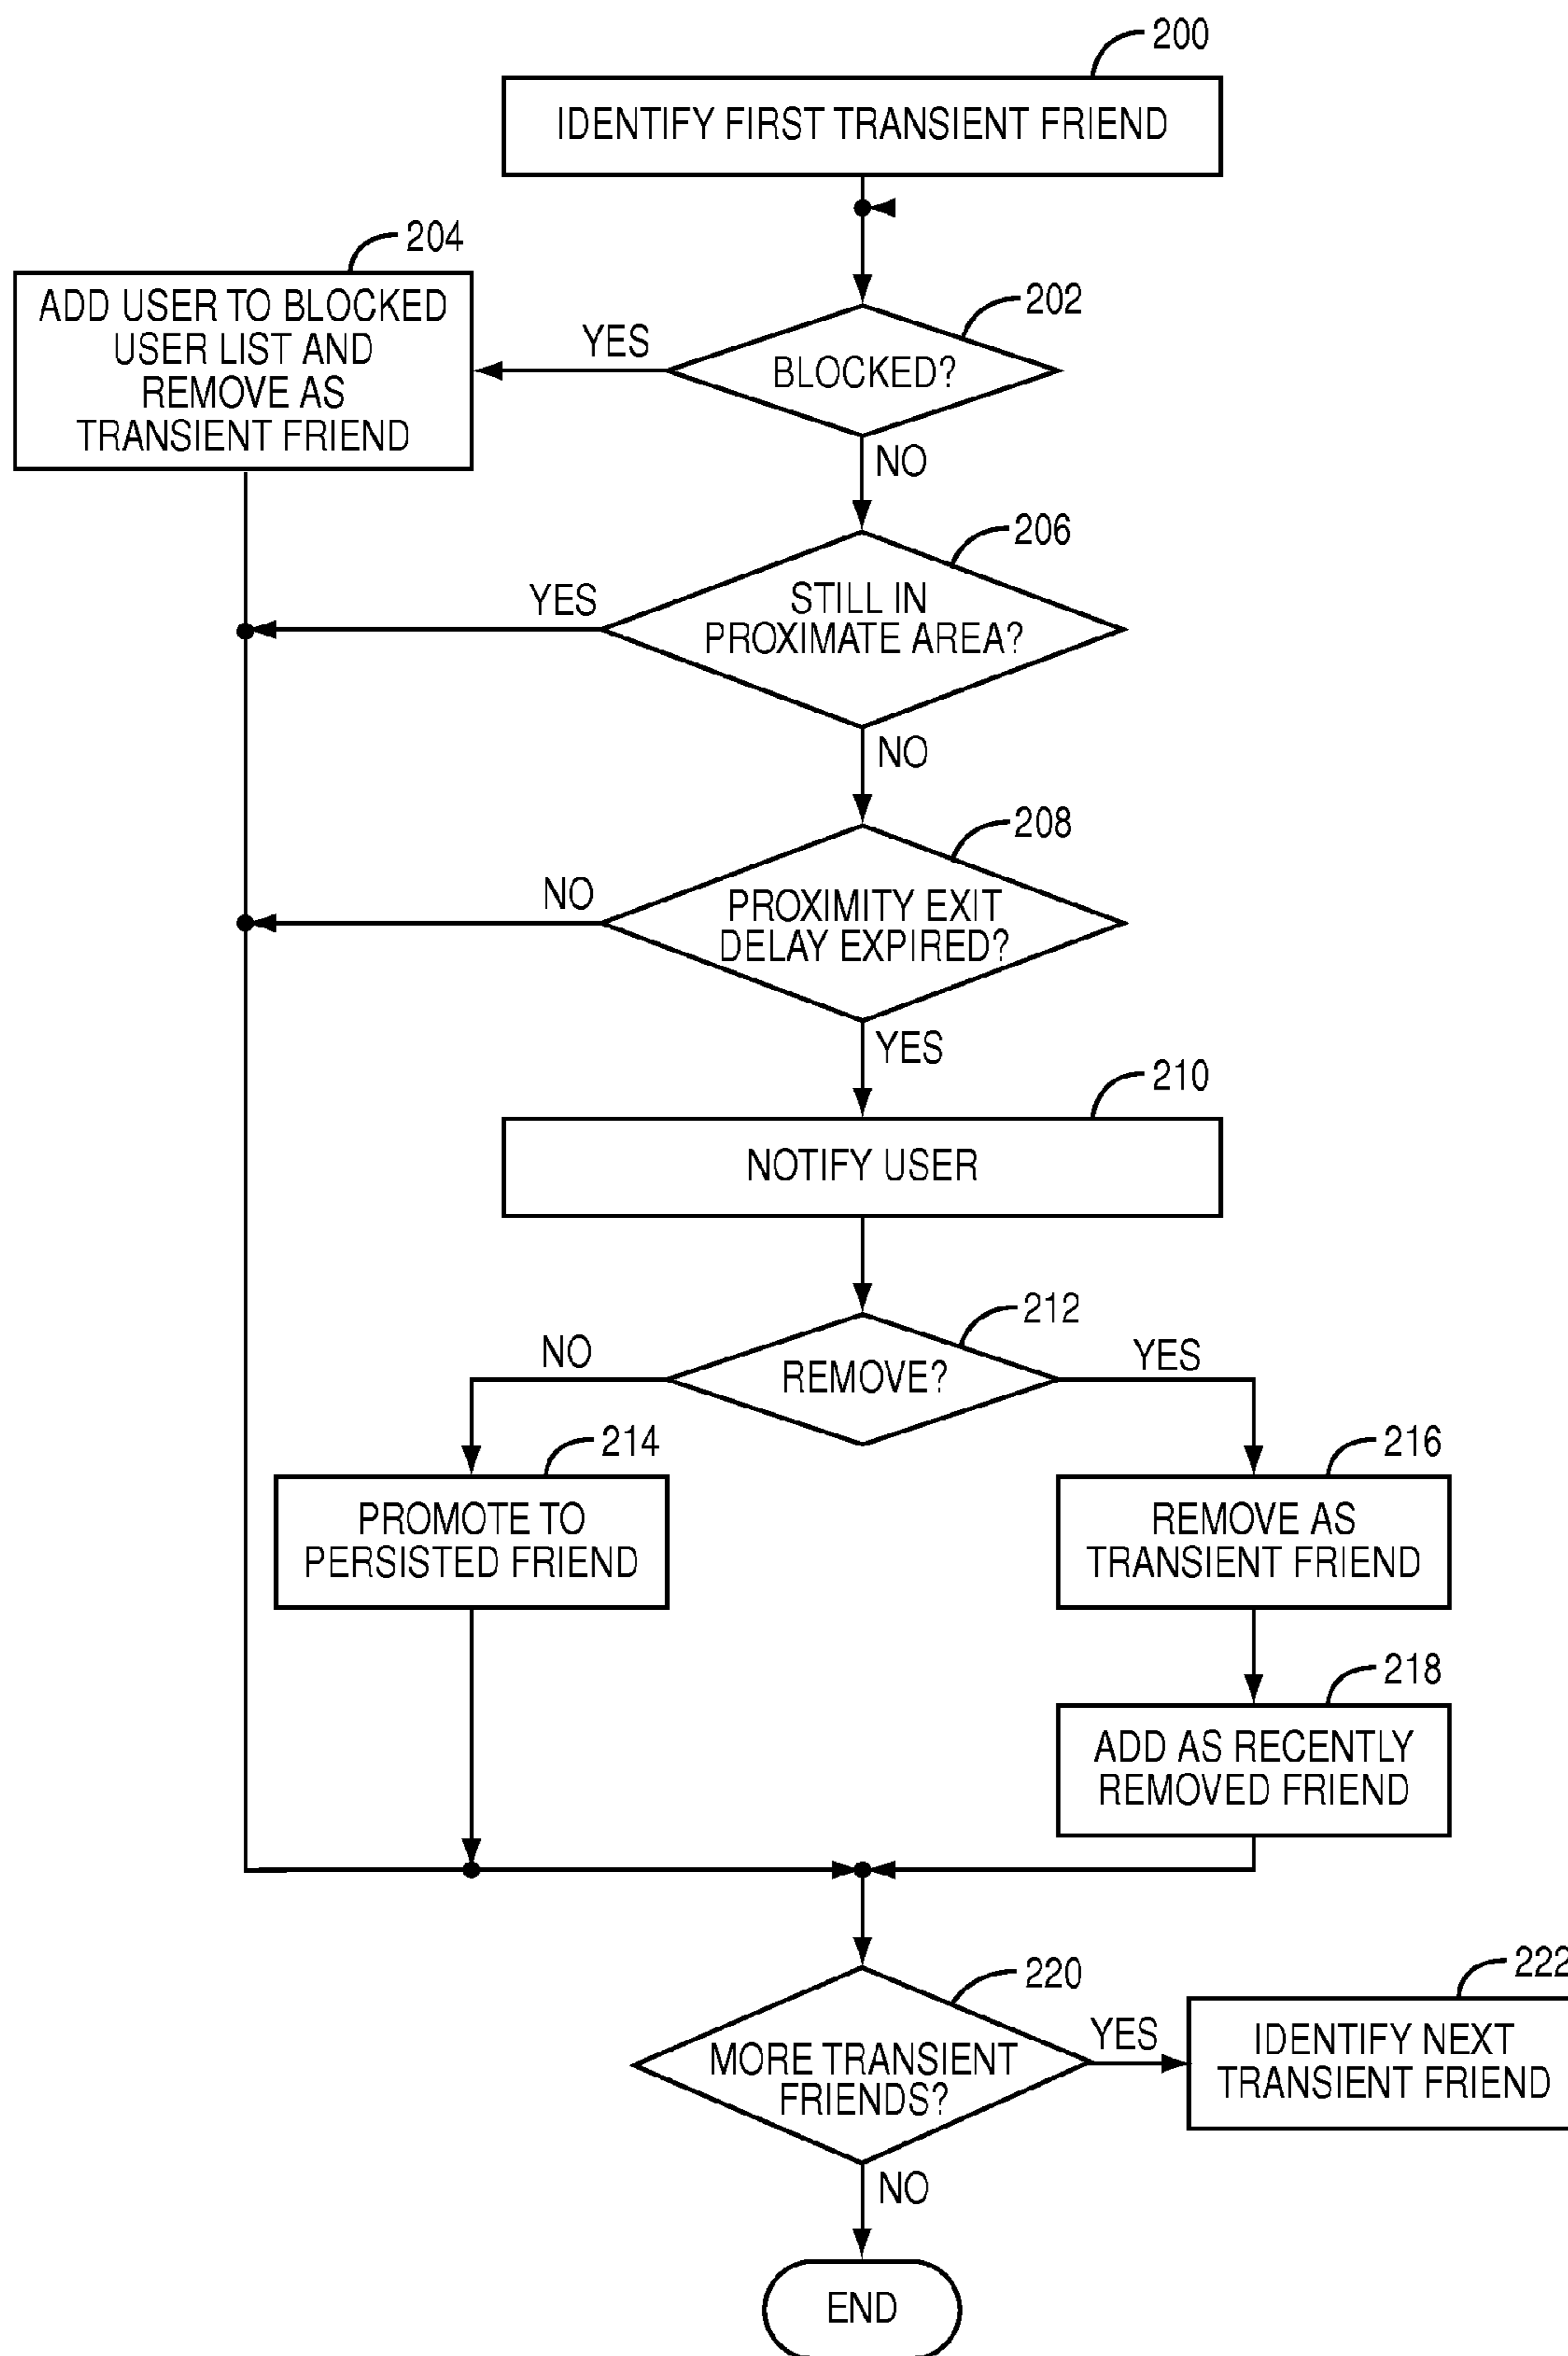 200
IDENTIFY FIRST TRANSIENT FRIEND
204
ADD USER TO BLOCKED
USER LIST AND
REMOVE AS
TRANSIENT FRIEND
202
YES
BLOCKED?
NO
206
YES
STILL IN
PROXIMATE AREA?
NO
208
NO
PROXIMITY EXIT
DELAY EXPIRED?
YES
210
NOTIFY USER
212
NO
REMOVE?
YES
214
PROMOTE TO
PERSISTED FRIEND
216
REMOVE AS
TRANSIENT FRIEND
218
ADD AS RECENTLY
REMOVED FRIEND
220
MORE TRANSIENT
FRIENDS?
YES
222
IDENTIFY NEXT
TRANSIENT FRIEND
NO
END